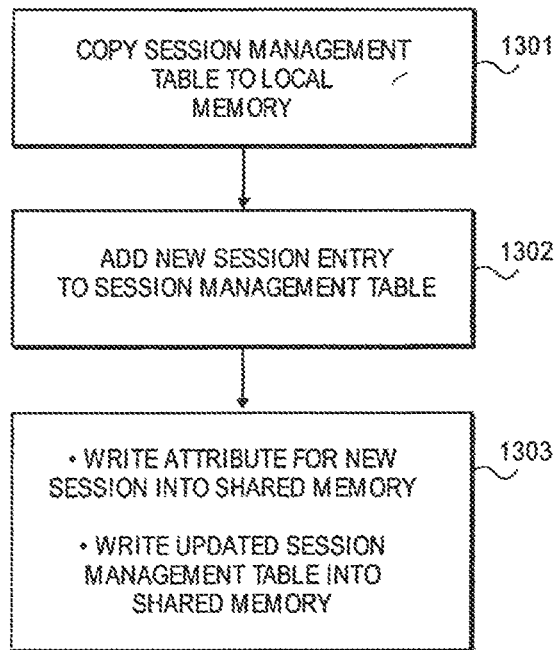 COPY SESSION MANAGEMENT
TABLE TO LOCAL
MEMORY
1301
ADD NEW SESSION ENTRY
TO SESSION MANAGEMENT TABLE
1302
• WRITE ATTRIBUTE FOR NEW
SESSION INTO SHARED MEMORY
• WRITE UPDATED SESSION
MANAGEMENT TABLE INTO
SHARED MEMORY
1303